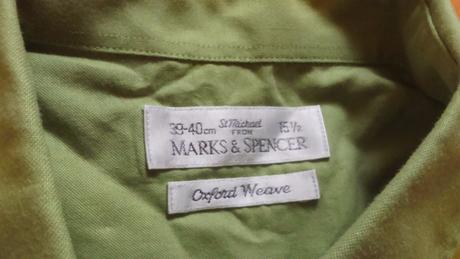 39-40cm St Michael 15½
FROM
MARKS & SPENCER
Oxford Weave